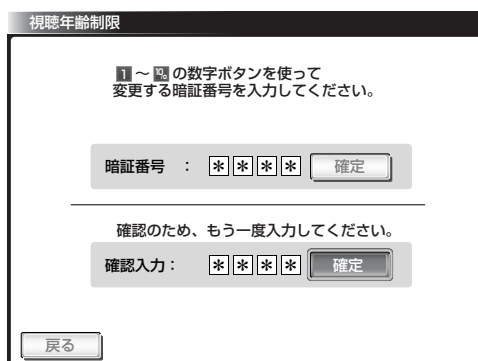 視聴年齢制限
1 ～ 10/0 の数字ボタンを使って
変更する暗証番号を入力してください。
暗証番号 : ＊ ＊ ＊ ＊ 確定
確認のため、もう一度入力してください。
確認入力: ＊ ＊ ＊ ＊ 確定
戻る